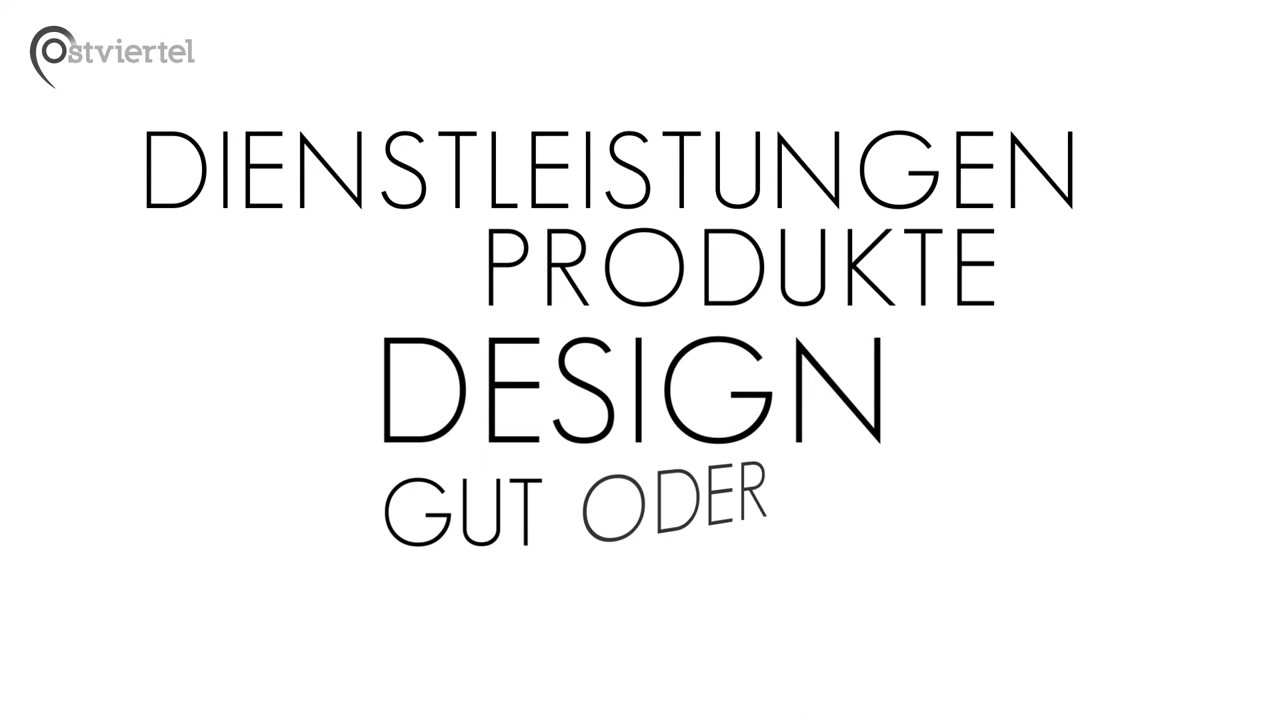 Ostviertel
DIENSTLEISTUNGEN
PRODUKTE
DESIGN
GUT ODER